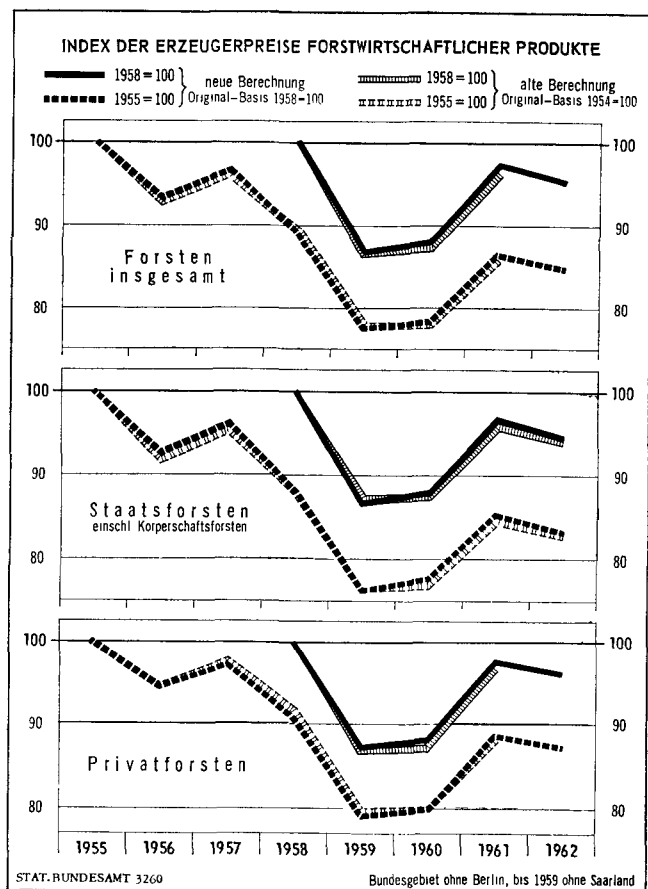 INDEX DER ERZEUGERPREISE FORSTWIRTSCHAFTLICHER PRODUKTE
1958=100 neue Berechnung 1958=100 alte Berechnung
1955=100 Original-Basis 1958=100 1955=100 Original-Basis 1954=100
100 100
90 90
Forsten
insgesamt
80 80
100 100
90 90
Staatsforsten
einschl Korperschaftsforsten
80 80
100 100
90 90
Privatforsten
80 80
1955 1956 1957 1958 1959 1960 1961 1962
STAT. BUNDESAMT 3260 Bundesgebiet ohne Berlin, bis 1959 ohne Saarland